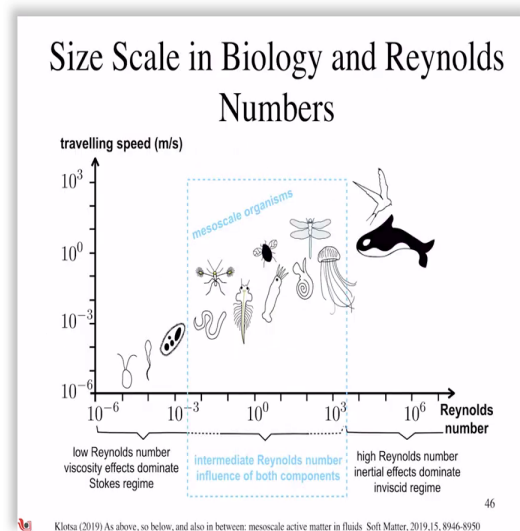 Size Scale in Biology and Reynolds
Numbers
travelling speed (m/s)
10³
10⁰
10⁻³
10⁻⁶
mesoscale organisms
10⁻⁶ 10⁻³ 10⁰ 10³ 10⁶ Reynolds
number
low Reynolds number
viscosity effects dominate
Stokes regime
intermediate Reynolds number
influence of both components
high Reynolds number
inertial effects dominate
inviscid regime
46
Klotsa (2019) As above, so below, and also in between: mesoscale active matter in fluids Soft Matter, 2019,15, 8946-8950